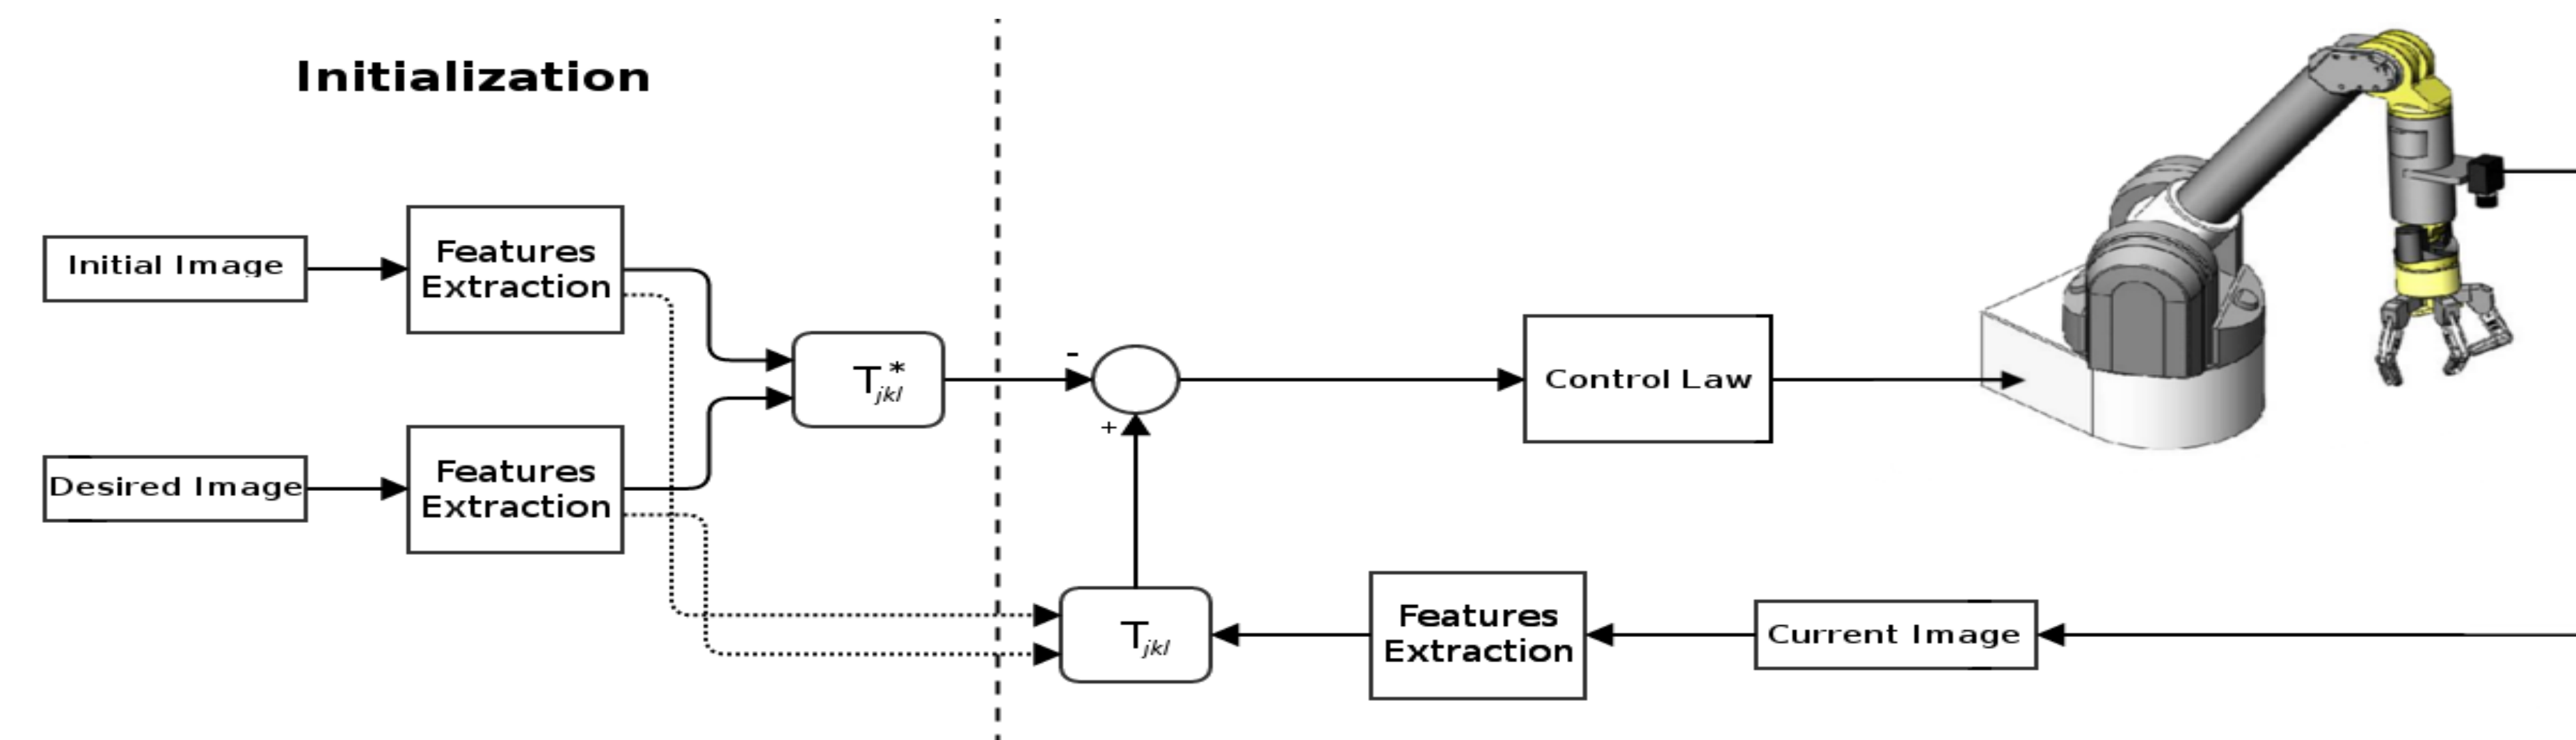 Initialization
Initial Image
Features
Extraction
Desired Image
Features
Extraction
T*jkl
-
+
Control Law
Tjkl
Features
Extraction
Current Image